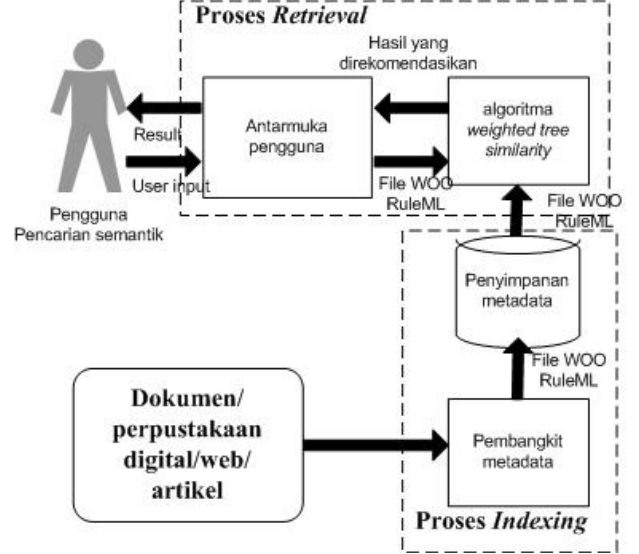 Proses Retrieval
Hasil yang
direkomendasikan
Result
User input
Antarmuka
pengguna
algoritma
weighted tree
similarity
File WOO
RuleML
File WOO
RuleML
Pengguna
Pencarian semantik
Penyimpanan
metadata
File WOO
RuleML
Dokumen/
perpustakaan
digital/web/
artikel
Pembangkit
metadata
Proses Indexing